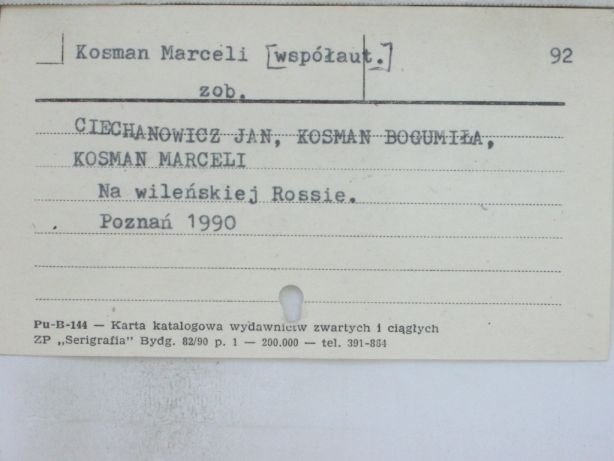 Kosman Marceli [współaut.] 92
zob.
CIECHANOWICZ JAN, KOSMAN BOGUMIŁA,
KOSMAN MARCELI
Na wileńskiej Rossie.
Poznań 1990
Pu-B-144 — Karta katalogowa wydawnictw zwartych i ciągłych
ZP „Serigrafia” Bydg. 82/90 p. 1 — 200.000 — tel. 391-864